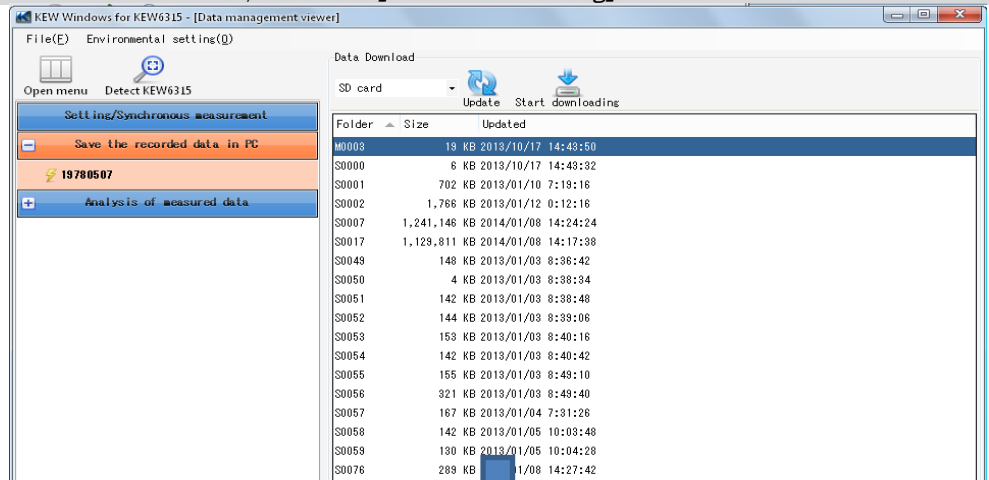 KEW Windows for KEW6315 - [Data management viewer]
File(F) Environmental setting(O)
Open menu Detect KEW6315
Setting/Synchronous measurement
Save the recorded data in PC
19780507
Analysis of measured data
Data Download
SD card
Update Start downloading
Folder Size Updated
M0003 19 KB 2013/10/17 14:43:50
S0000 6 KB 2013/10/17 14:43:32
S0001 702 KB 2013/01/10 7:19:16
S0002 1,766 KB 2013/01/12 0:12:16
S0007 1,241,146 KB 2014/01/08 14:24:24
S0017 1,129,811 KB 2014/01/08 14:17:38
S0049 148 KB 2013/01/03 8:36:42
S0050 4 KB 2013/01/03 8:38:34
S0051 142 KB 2013/01/03 8:38:48
S0052 144 KB 2013/01/03 8:39:06
S0053 153 KB 2013/01/03 8:40:16
S0054 142 KB 2013/01/03 8:40:42
S0055 155 KB 2013/01/03 8:49:10
S0056 321 KB 2013/01/03 8:49:40
S0057 167 KB 2013/01/04 7:31:26
S0058 142 KB 2013/01/05 10:03:48
S0059 130 KB 2013/01/05 10:04:28
S0076 289 KB 1/08 14:27:42